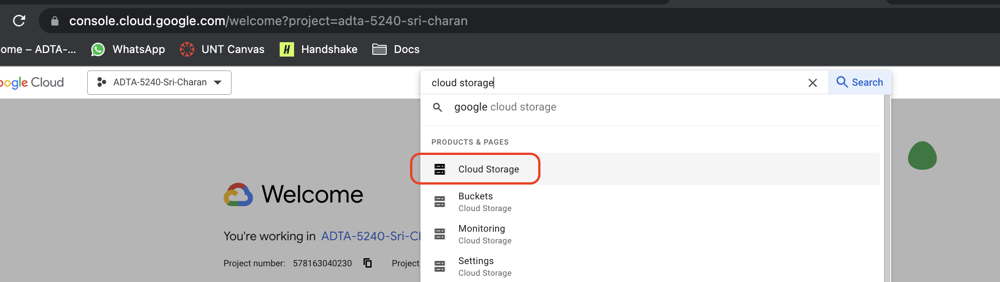 console.cloud.google.com/welcome?project=adta-5240-sri-charan
ome – ADTA-... WhatsApp UNT Canvas Handshake Docs
oogle Cloud ADTA-5240-Sri-Charan cloud storage Search
google cloud storage
PRODUCTS & PAGES
Cloud Storage
Buckets
Cloud Storage
Monitoring
Cloud Storage
Settings
Cloud Storage
Welcome
You're working in ADTA-5240-Sri-Ch
Project number: 578163040230 Project